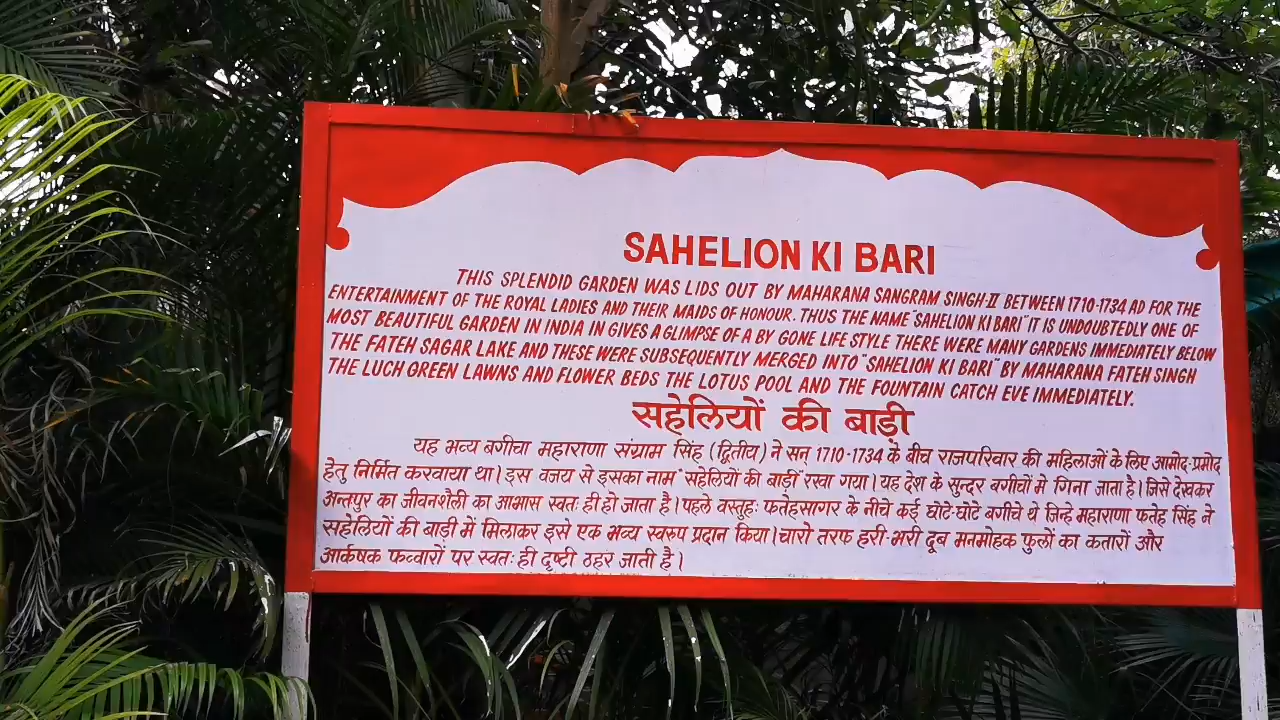 SAHELION KI BARI
THIS SPLENDID GARDEN WAS LIDS OUT BY MAHARANA SANGRAM SINGH-II BETWEEN 1710-1734 AD FOR THE
ENTERTAINMENT OF THE ROYAL LADIES AND THEIR MAIDS OF HONOUR. THUS THE NAME "SAHELION KI BARI" IT IS UNDOUBTEDLY ONE OF
MOST BEAUTIFUL GARDEN IN INDIA IN GIVES A GLIMPSE OF A BY GONE LIFE STYLE THERE WERE MANY GARDENS IMMEDIATELY BELOW
THE FATEH SAGAR LAKE AND THESE WERE SUBSEQUENTLY MERGED INTO "SAHELION KI BARI" BY MAHARANA FATEH SINGH
THE LUCH GREEN LAWNS AND FLOWER BEDS THE LOTUS POOL AND THE FOUNTAIN CATCH EVE IMMEDIATELY.
सहेलियों की बाड़ी
यह भव्य बगीचा महाराणा संग्राम सिंह (द्वितीय) ने सन् 1710-1734 के बीच राजपरिवार की महिलाओं के लिए आमोद-प्रमोद
हेतु निर्मित करवाया था। इस वजय से इसका नाम "सहेलियों की बाड़ी" रखा गया। यह देश के सुन्दर बगीचों मे गिना जाता है। जिसे देखकर
अन्तपुर का जीवनशैली का आभास स्वतः ही हो जाता है। पहले वस्तुहः फतेहसागर के नीचे कई छोटे-छोटे बगीचे थे जिन्हे महाराणा फतेह सिंह ने
सहेलियों की बाड़ी में मिलाकर इसे एक भव्य स्वरुप प्रदान किया। चारो तरफ हरी-भरी दूब मनमोहक फुलों का कतारों और
आर्कषक फव्वारों पर स्वतः ही दृष्टी ठहर जाती है।